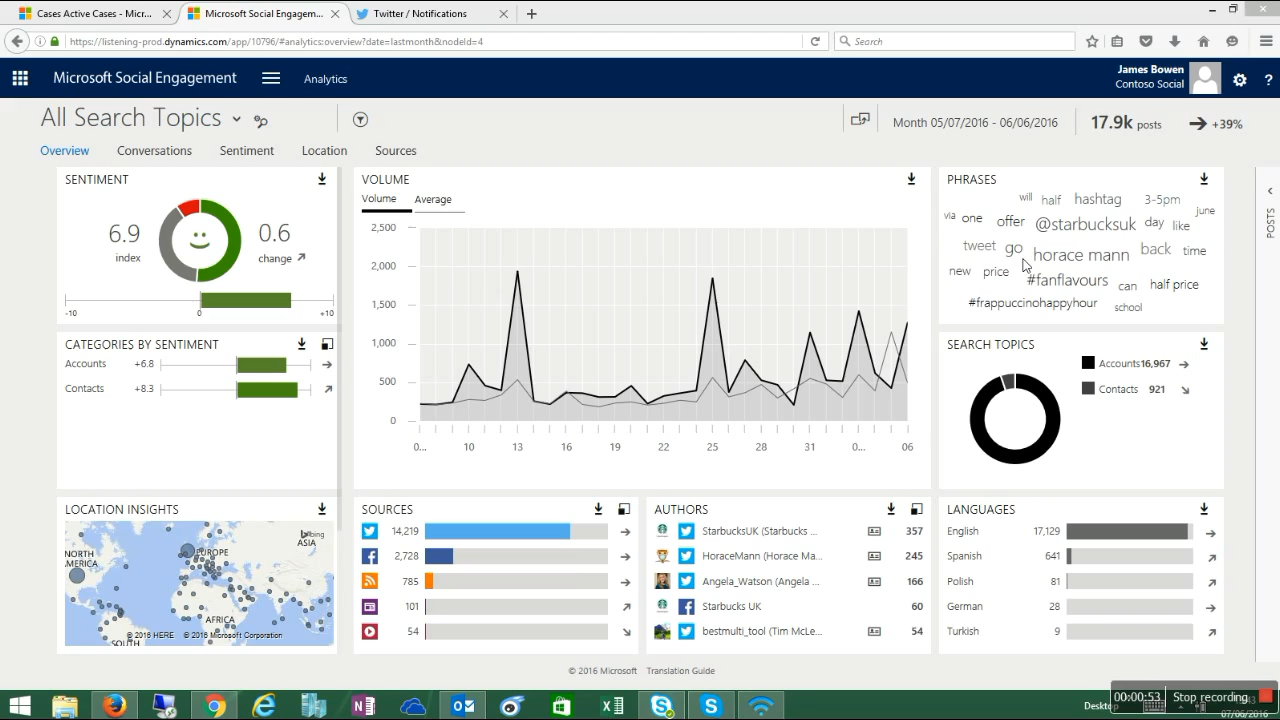 Cases Active Cases - Micr...
Microsoft Social Engagem...
Twitter / Notifications
https://listening-prod.dynamics.com/app/10796/#analytics:overview?date=lastmonth&nodeId=4
Search
Microsoft Social Engagement
Analytics
James Bowen
Contoso Social
?
All Search Topics
Month 05/07/2016 - 06/06/2016
17.9k posts
+39%
Overview
Conversations
Sentiment
Location
Sources
SENTIMENT
6.9
index
0.6
change
-10
0
+10
VOLUME
Volume
Average
2,500
2,000
1,500
1,000
500
0
0...
10
13
16
19
22
25
28
31
0...
06
PHRASES
will half hashtag 3-5pm
via one offer @starbucksuk day like june
tweet go horace mann back time
new price #fanflavours can half price
#frappuccinohappyhour school
POSTS
CATEGORIES BY SENTIMENT
Accounts +6.8
Contacts +8.3
SEARCH TOPICS
Accounts 16,967
Contacts 921
LOCATION INSIGHTS
bing
NORTH AMERICA
EUROPE
ASIA
AFRICA
SOUTH
© 2016 HERE © 2016 Microsoft Corporation
SOURCES
14,219
2,728
785
101
54
AUTHORS
StarbucksUK (Starbucks ... 357
HoraceMann (Horace Ma... 245
Angela_Watson (Angela ... 166
Starbucks UK 60
bestmulti_tool (Tim McLe... 54
LANGUAGES
English 17,129
Spanish 641
Polish 81
German 28
Turkish 9
© 2016 Microsoft Translation Guide
Desktop
00:00:53
Stop recording
07/06/2016